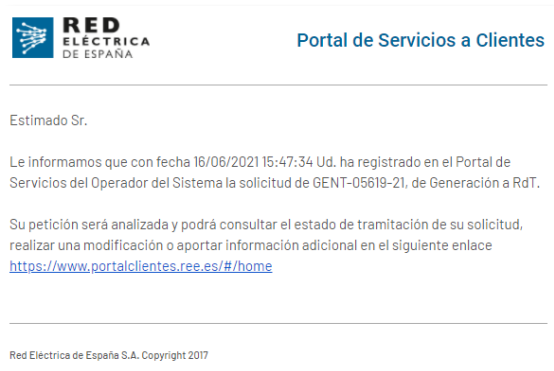 RED
ELÉCTRICA
DE ESPAÑA
Portal de Servicios a Clientes
Estimado Sr.
Le informamos que con fecha 16/06/2021 15:47:34 Ud. ha registrado en el Portal de
Servicios del Operador del Sistema la solicitud de GENT-05619-21, de Generación a RdT.
Su petición será analizada y podrá consultar el estado de tramitación de su solicitud,
realizar una modificación o aportar información adicional en el siguiente enlace
https://www.portalclientes.ree.es/#/home
Red Eléctrica de España S.A. Copyright 2017